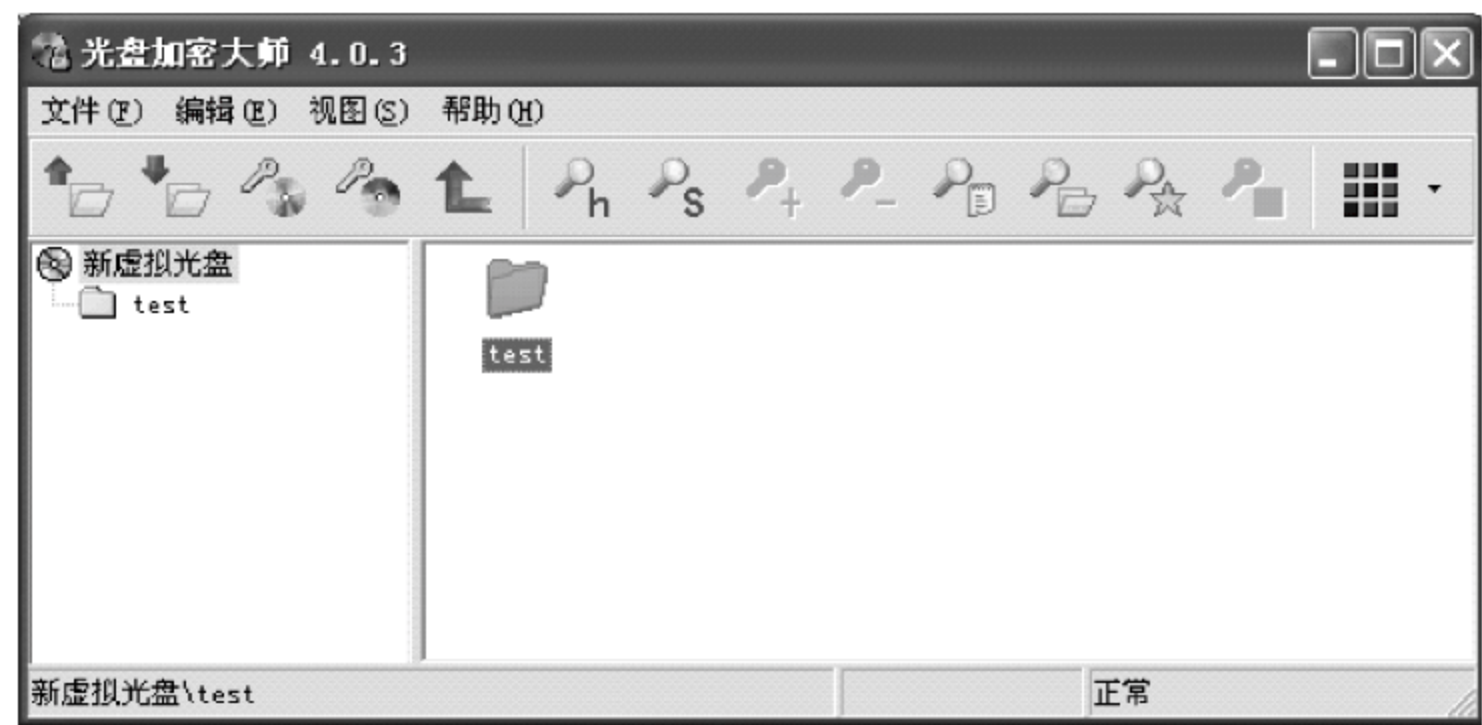 光盘加密大师 4.0.3
文件(F) 编辑(E) 视图(S) 帮助(H)
h S
新虚拟光盘
test
test
新虚拟光盘\test 正常